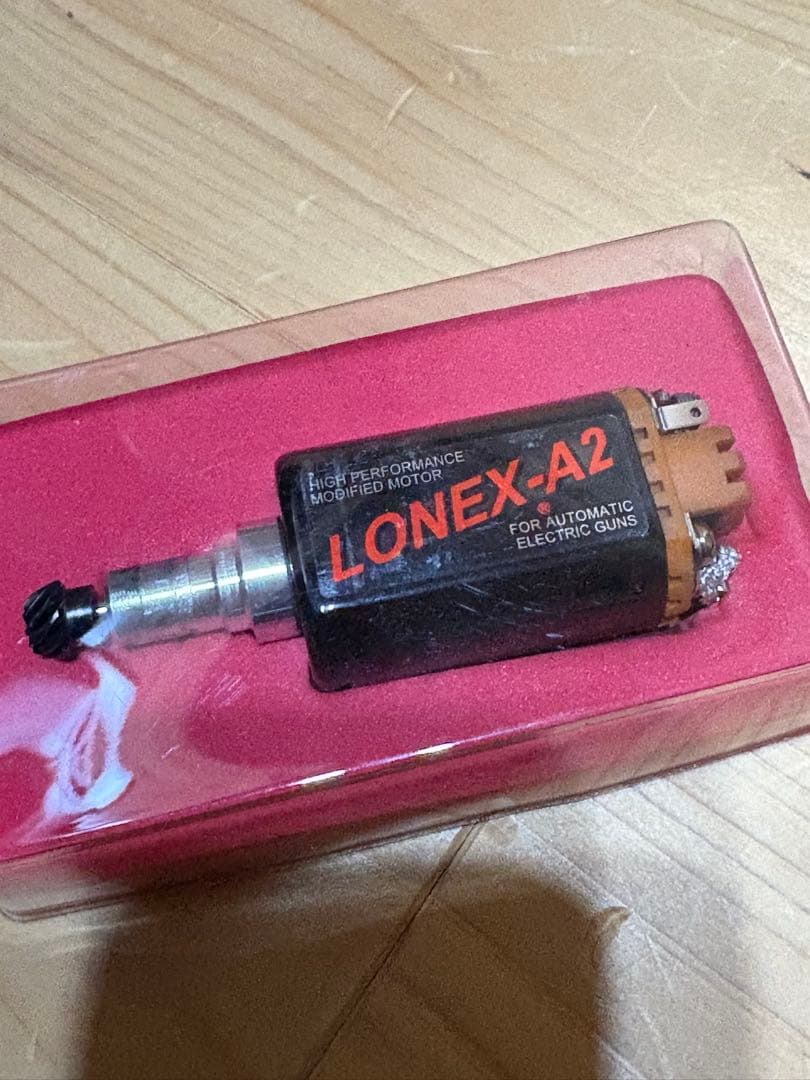 HIGH PERFORMANCE
MODIFIED MOTOR
LONEX-A2
®
FOR AUTOMATIC
ELECTRIC GUNS